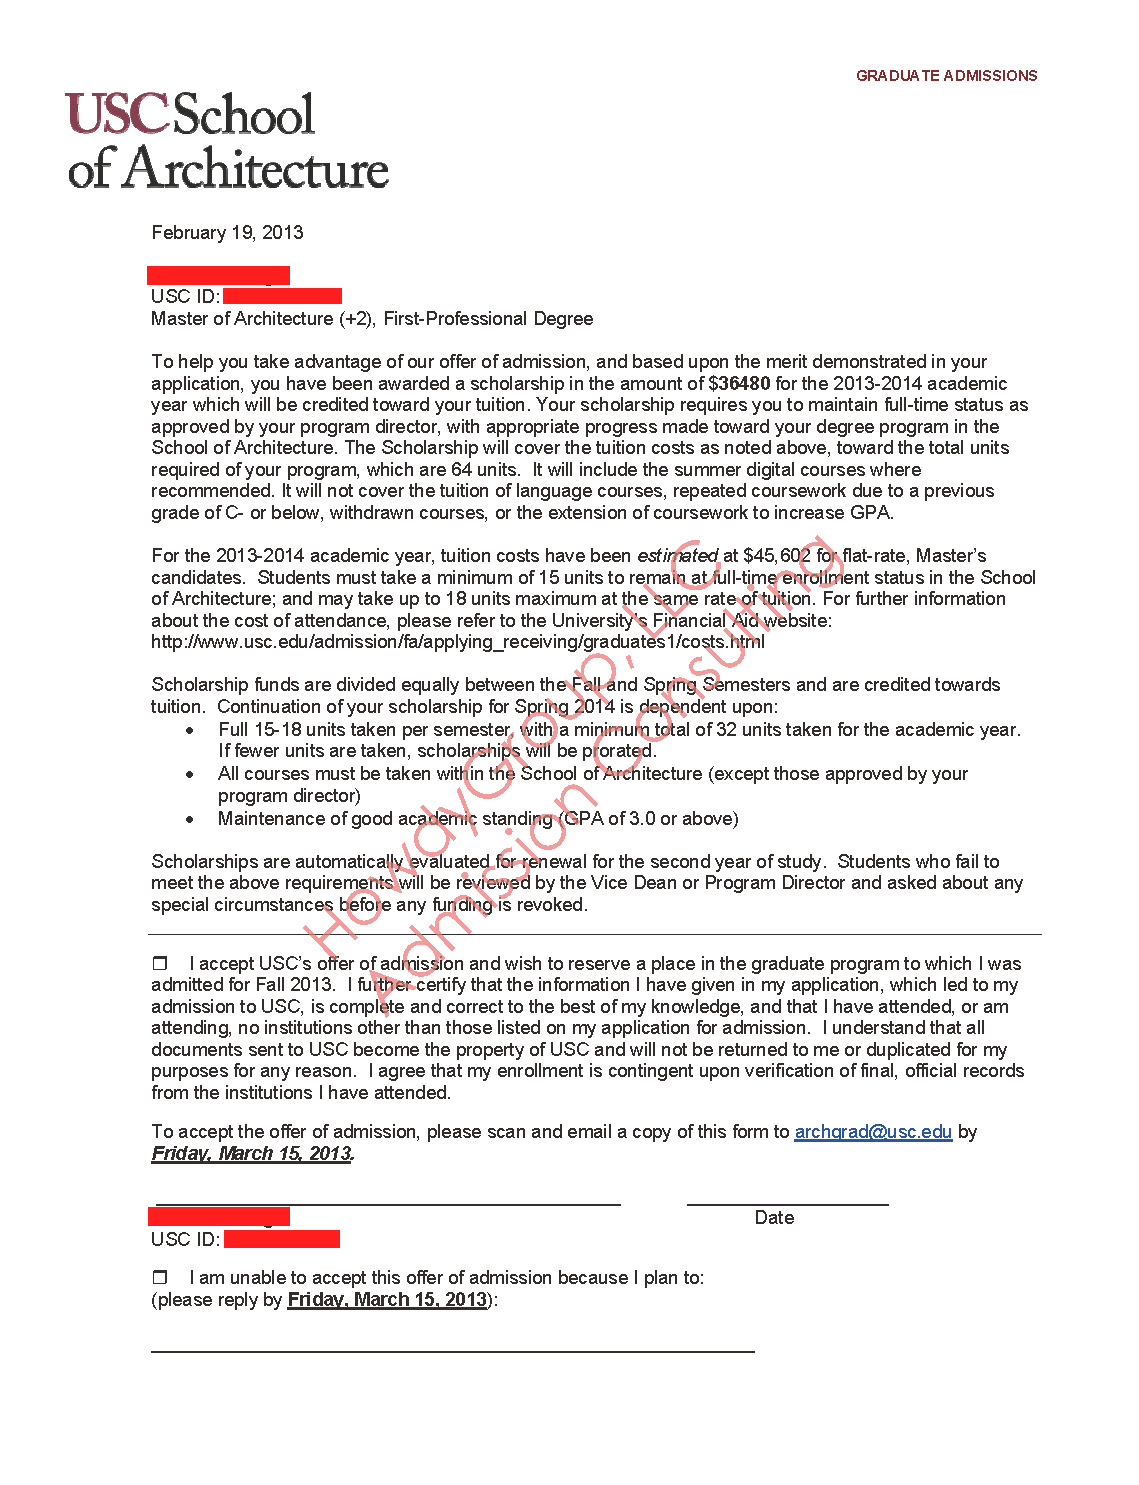 GRADUATE ADMISSIONS
USC School
of Architecture
February 19, 2013
USC ID:
Master of Architecture (+2), First-Professional Degree
To help you take advantage of our offer of admission, and based upon the merit demonstrated in your
application, you have been awarded a scholarship in the amount of $36480 for the 2013-2014 academic
year which will be credited toward your tuition. Your scholarship requires you to maintain full-time status as
approved by your program director, with appropriate progress made toward your degree program in the
School of Architecture. The Scholarship will cover the tuition costs as noted above, toward the total units
required of your program, which are 64 units.  It will include the summer digital courses where
recommended. It will not cover the tuition of language courses, repeated coursework due to a previous
grade of C- or below, withdrawn courses, or the extension of coursework to increase GPA.
For the 2013-2014 academic year, tuition costs have been estimated at $45,602 for flat-rate, Master's
candidates.  Students must take a minimum of 15 units to remain at full-time enrollment status in the School
of Architecture; and may take up to 18 units maximum at the same rate of tuition. For further information
about the cost of attendance, please refer to the University's Financial Aid website:
http://www.usc.edu/admission/fa/applying_receiving/graduates1/costs.html
Scholarship funds are divided equally between the Fall and Spring Semesters and are credited towards
tuition.  Continuation of your scholarship for Spring 2014 is dependent upon:
• Full 15-18 units taken per semester, with a minimum total of 32 units taken for the academic year.
If fewer units are taken, scholarships will be prorated.
• All courses must be taken within the School of Architecture (except those approved by your
program director)
• Maintenance of good academic standing (GPA of 3.0 or above)
Scholarships are automatically evaluated for renewal for the second year of study.  Students who fail to
meet the above requirements will be reviewed by the Vice Dean or Program Director and asked about any
special circumstances before any funding is revoked.
HowdyGroup, LLC
Admission Consulting
❒ I accept USC's offer of admission and wish to reserve a place in the graduate program to which I was
admitted for Fall 2013.  I further certify that the information I have given in my application, which led to my
admission to USC, is complete and correct to the best of my knowledge, and that I have attended, or am
attending, no institutions other than those listed on my application for admission.  I understand that all
documents sent to USC become the property of USC and will not be returned to me or duplicated for my
purposes for any reason.  I agree that my enrollment is contingent upon verification of final, official records
from the institutions I have attended.
To accept the offer of admission, please scan and email a copy of this form to archgrad@usc.edu by
Friday, March 15, 2013.
Date
USC ID:
❒ I am unable to accept this offer of admission because I plan to:
(please reply by Friday, March 15, 2013):